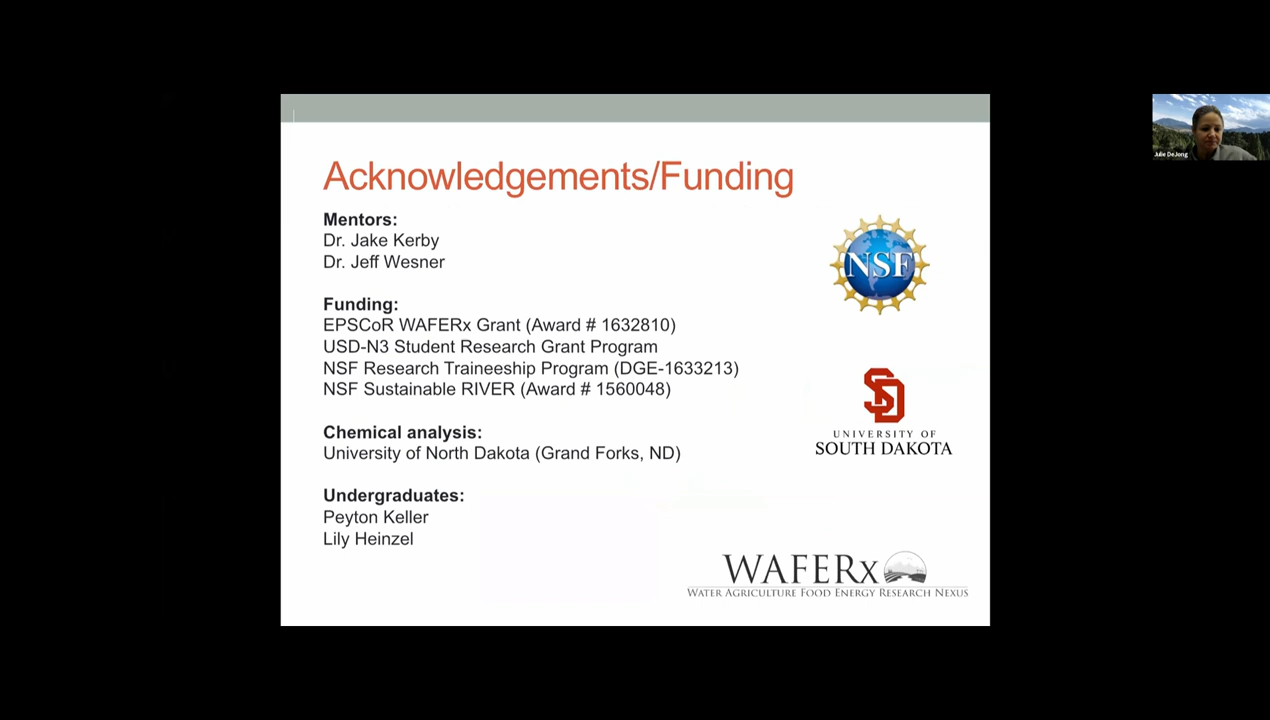 Acknowledgements/Funding
Mentors:
Dr. Jake Kerby
Dr. Jeff Wesner
Funding:
EPSCoR WAFERx Grant (Award # 1632810)
USD-N3 Student Research Grant Program
NSF Research Traineeship Program (DGE-1633213)
NSF Sustainable RIVER (Award # 1560048)
Chemical analysis:
University of North Dakota (Grand Forks, ND)
Undergraduates:
Peyton Keller
Lily Heinzel
NSF
SD
UNIVERSITY OF
SOUTH DAKOTA
WAFERx
WATER AGRICULTURE FOOD ENERGY RESEARCH NEXUS
Julie DeJong